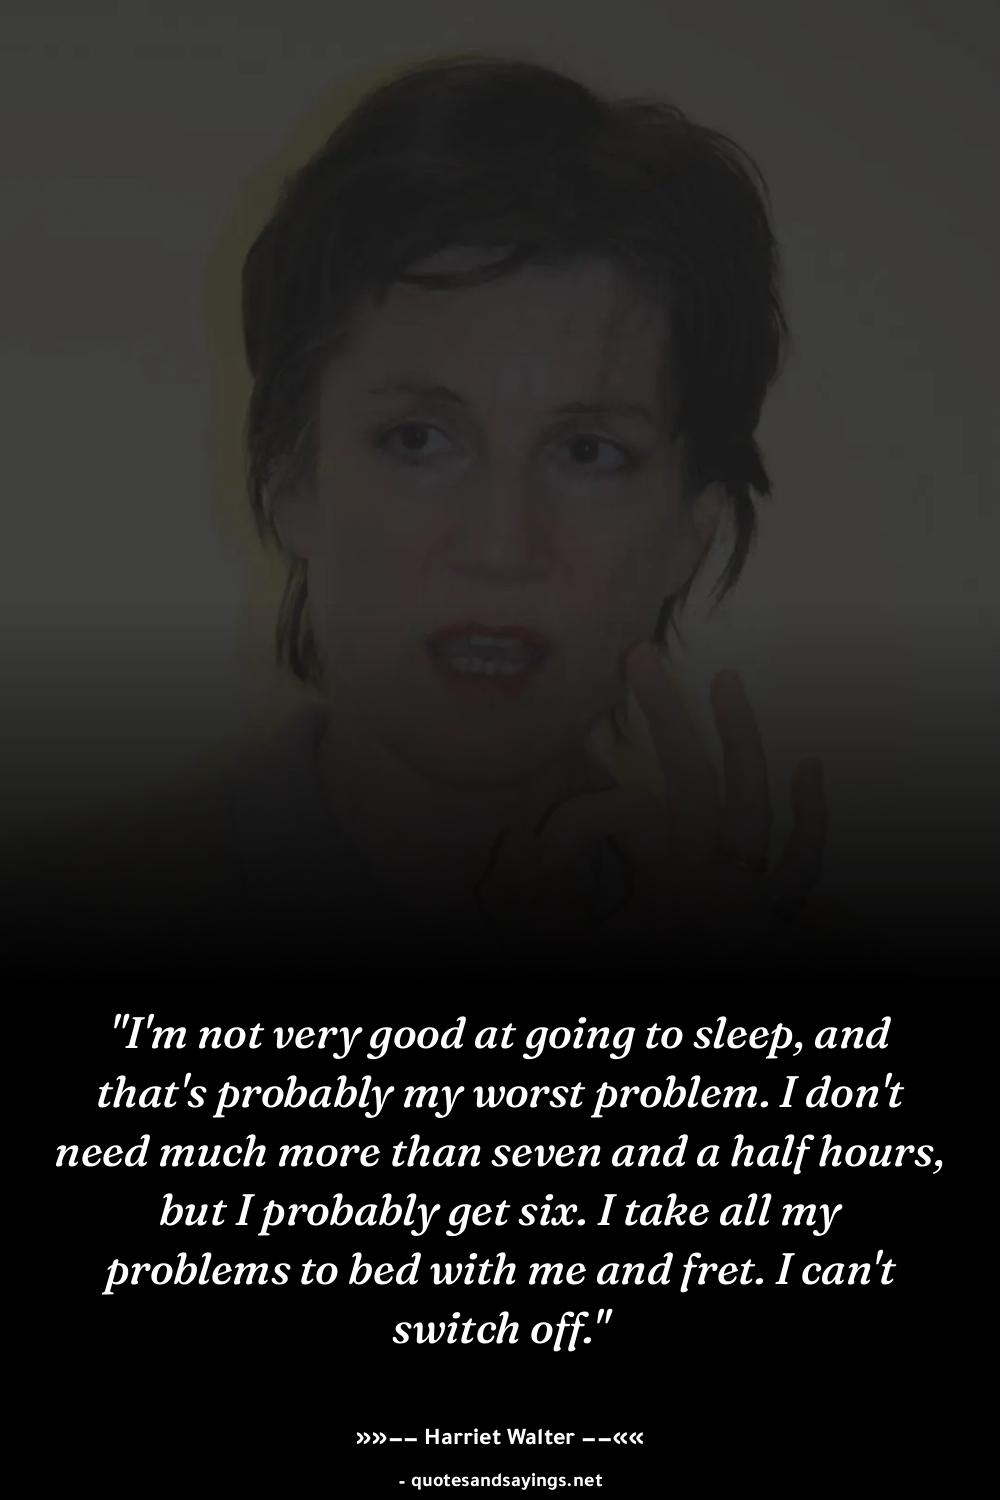 "I'm not very good at going to sleep, and
that's probably my worst problem. I don't
need much more than seven and a half hours,
but I probably get six. I take all my
problems to bed with me and fret. I can't
switch off."
»»–– Harriet Walter ––««
- quotesandsayings.net